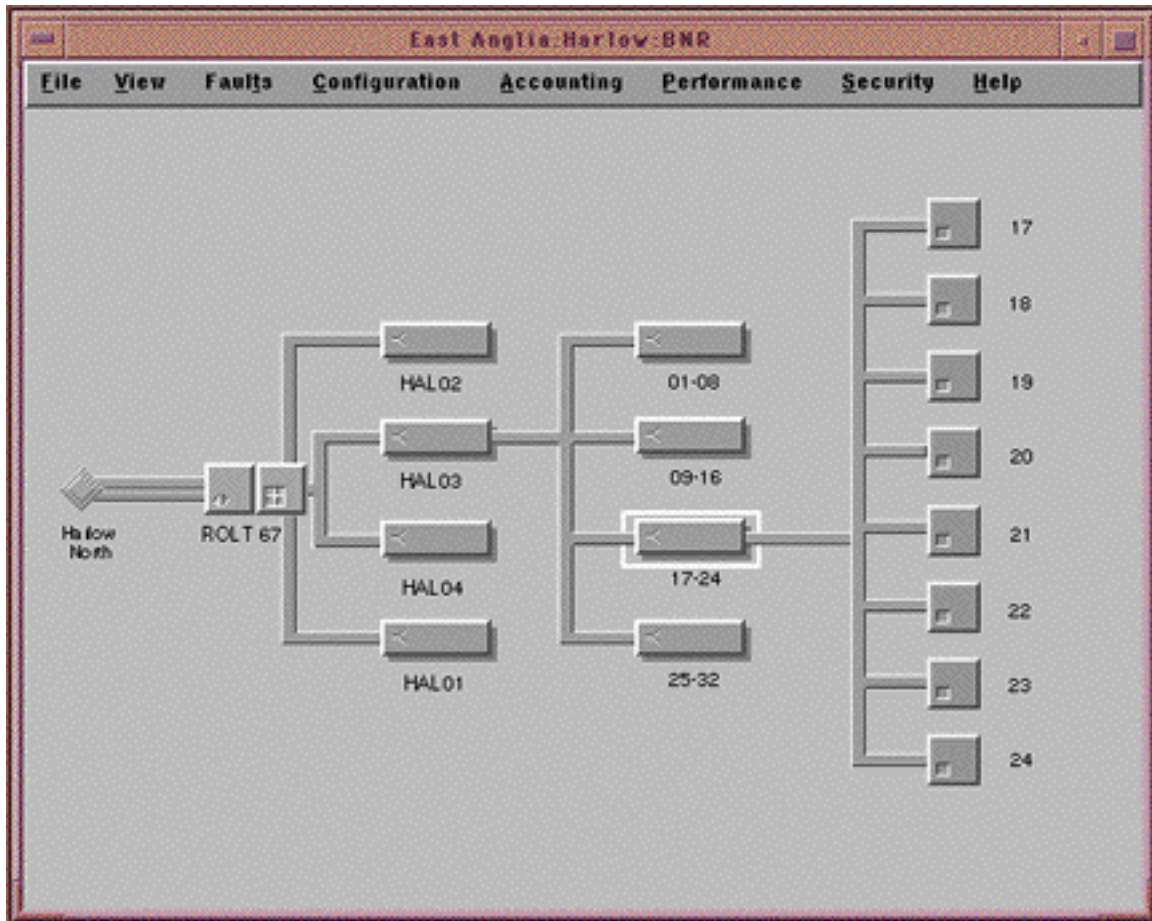 East Anglia:Harlow:BNR
File View Faults Configuration Accounting Performance Security Help
17
18
HAL02
01-08
19
HAL03
09-16
20
Harlow
North
ROLT 67
21
HAL04
17-24
22
HAL01
25-32
23
24